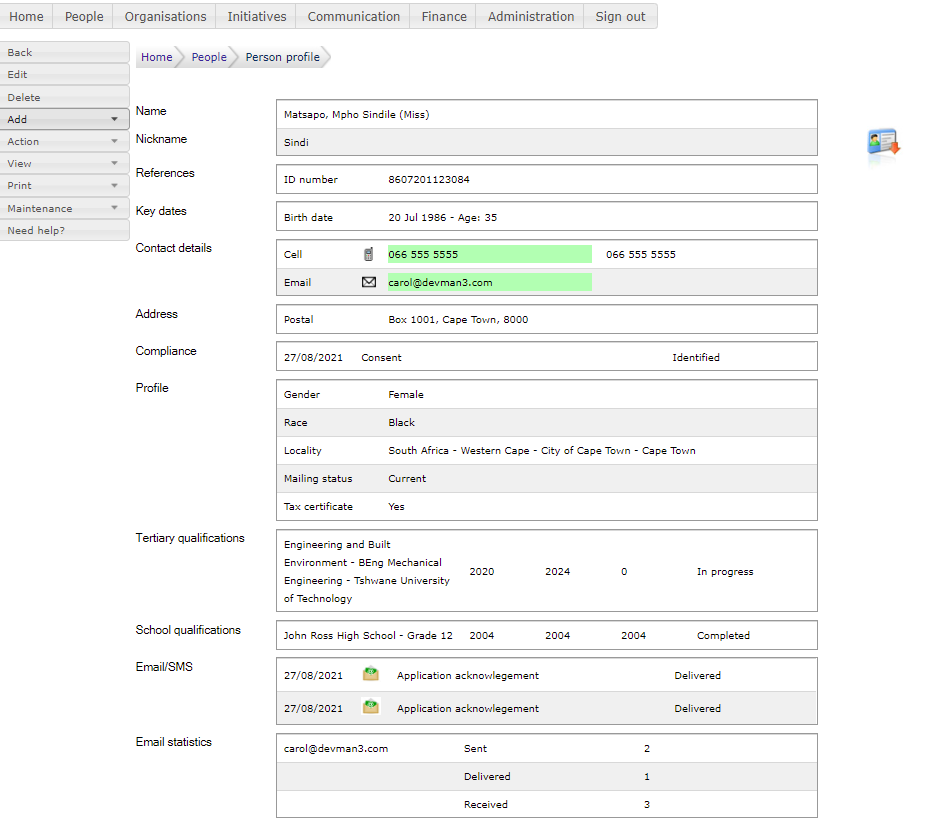 Home People Organisations Initiatives Communication Finance Administration Sign out
Back
Edit
Delete
Add
Action
View
Print
Maintenance
Need help?
Home People Person profile
Name
Matsapo, Mpho Sindile (Miss)
Nickname
Sindi
References
ID number 8607201123084
Key dates
Birth date 20 Jul 1986 - Age: 35
Contact details
Cell 066 555 5555 066 555 5555
Email carol@devman3.com
Address
Postal Box 1001, Cape Town, 8000
Compliance
27/08/2021 Consent Identified
Profile
Gender Female
Race Black
Locality South Africa - Western Cape - City of Cape Town - Cape Town
Mailing status Current
Tax certificate Yes
Tertiary qualifications
Engineering and Built
Environment - BEng Mechanical
Engineering - Tshwane University
of Technology
2020 2024 0 In progress
School qualifications
John Ross High School - Grade 12 2004 2004 2004 Completed
Email/SMS
27/08/2021 Application acknowlegement Delivered
27/08/2021 Application acknowlegement Delivered
Email statistics
carol@devman3.com Sent 2
Delivered 1
Received 3